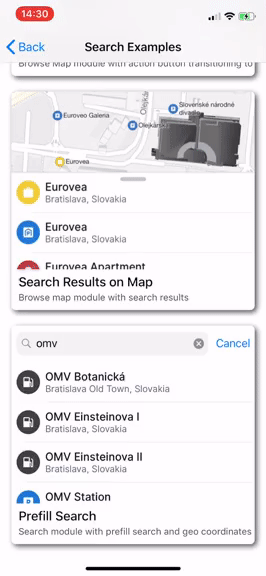 14:30
Back
Search Examples
Browse Map module with action button transitioning to
Euroveo Galeria
Olejkárska
Slovenské národné
divadlo
Eurovea
Eurovea
Bratislava, Slovakia
Eurovea
Bratislava, Slovakia
Eurovea Apartment
Search Results on Map
Browse map module with search results
omv
Cancel
OMV Botanická
Bratislava Old Town, Slovakia
OMV Einsteinova I
Bratislava, Slovakia
OMV Einsteinova II
Bratislava, Slovakia
OMV Station
Prefill Search
Search module with prefill search and geo coordinates